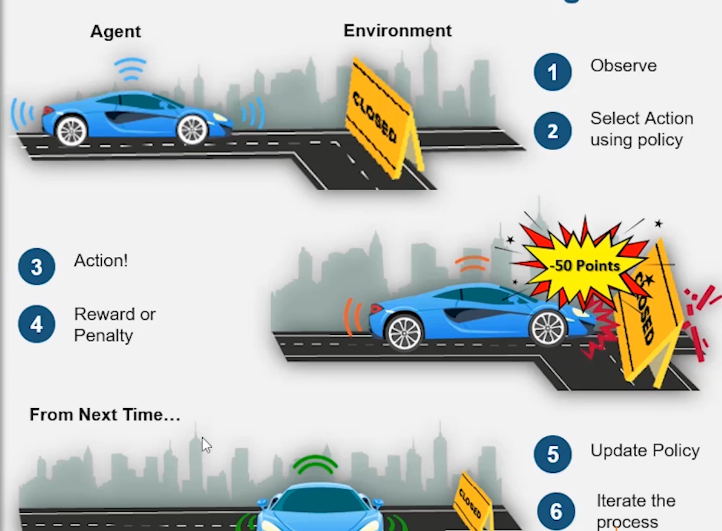 Agent
Environment
CLOSED
1
Observe
2
Select Action
using policy
3
Action!
4
Reward or
Penalty
-50 Points
CLOSED
From Next Time...
CLOSED
5
Update Policy
6
Iterate the
process